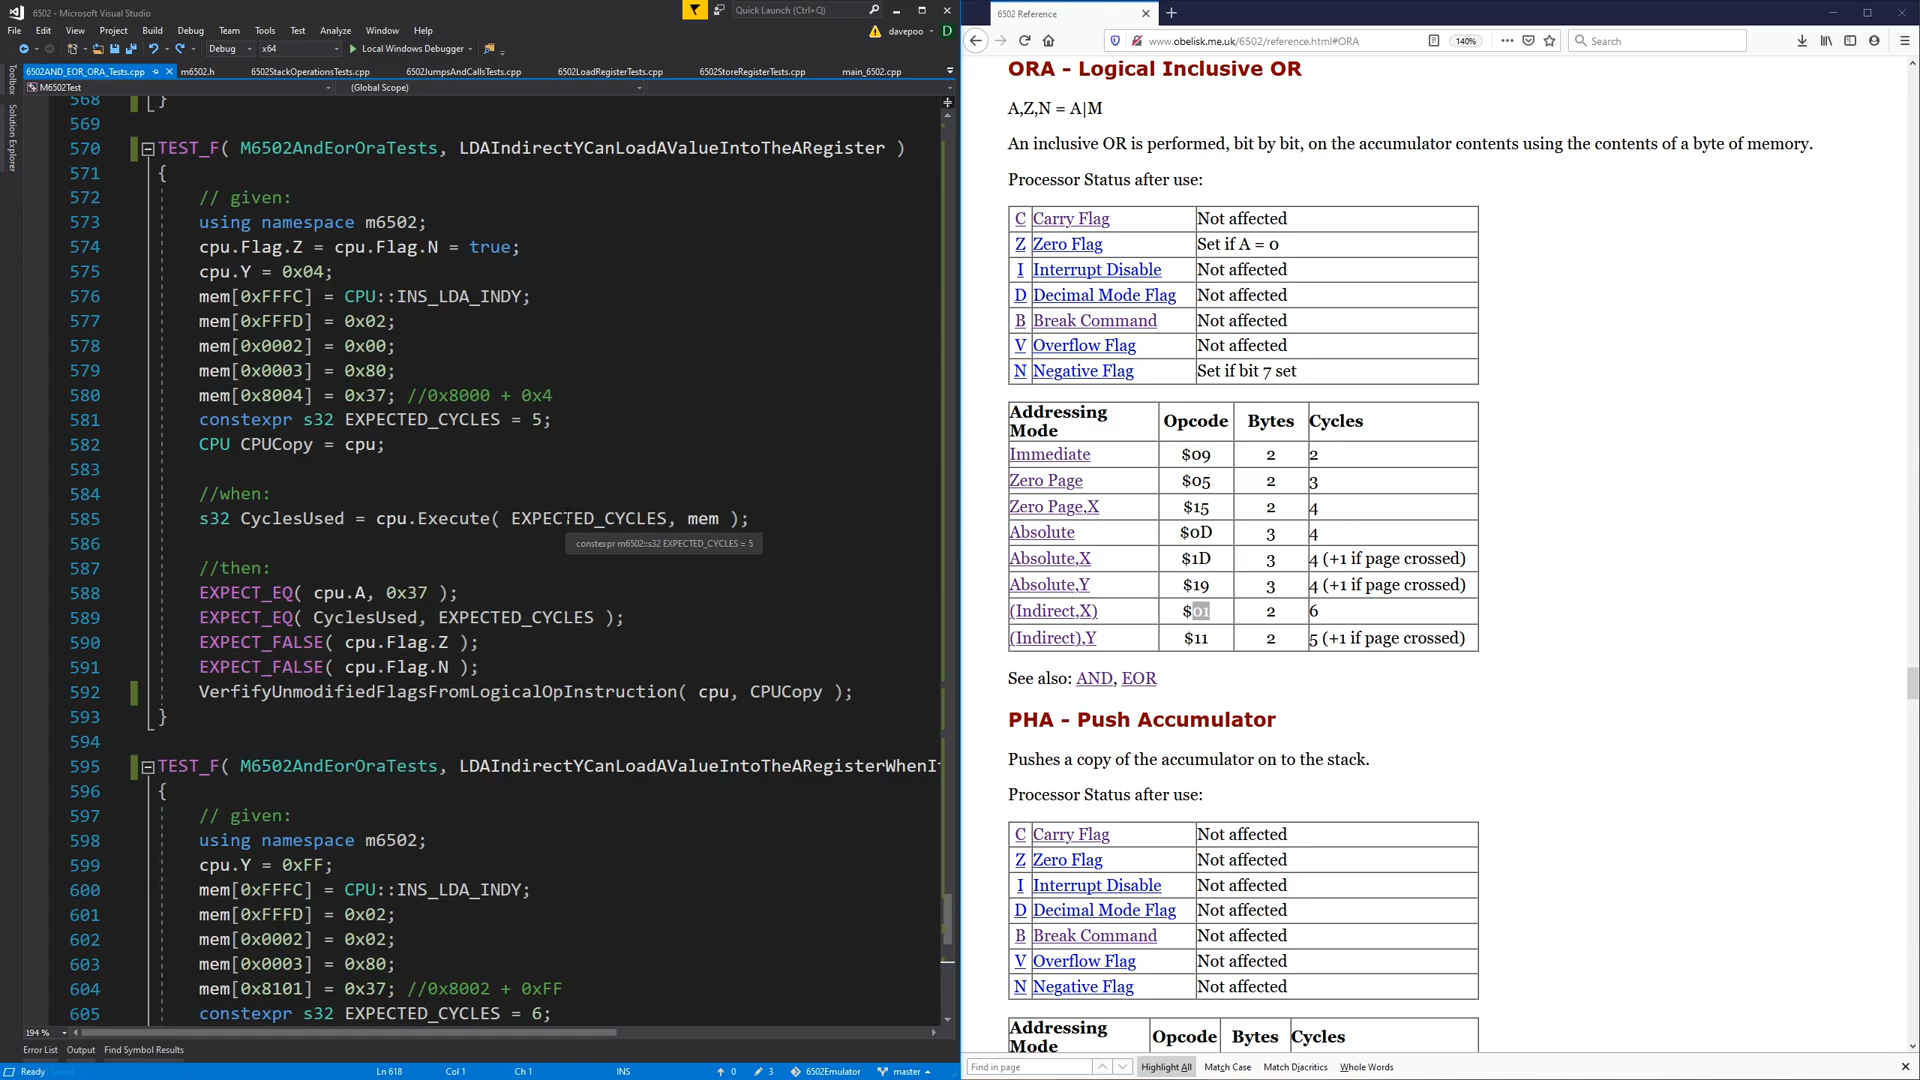 6502 - Microsoft Visual Studio
Quick Launch (Ctrl+Q)
File Edit View Project Build Debug Team Tools Test Analyze Window Help
davepoo D
Debug x64 Local Windows Debugger
6502AND_EOR_ORA_Tests.cpp m6502.h 6502StackOperationsTests.cpp 6502JumpsAndCallsTests.cpp 6502LoadRegisterTests.cpp 6502StoreRegisterTests.cpp main_6502.cpp
M6502Test (Global Scope)
Toolbox
Solution Explorer
568 }
569
570 TEST_F( M6502AndEorOraTests, LDAIndirectYCanLoadAValueIntoTheARegister )
571 {
572 // given:
573 using namespace m6502;
574 cpu.Flag.Z = cpu.Flag.N = true;
575 cpu.Y = 0x04;
576 mem[0xFFFC] = CPU::INS_LDA_INDY;
577 mem[0xFFFD] = 0x02;
578 mem[0x0002] = 0x00;
579 mem[0x0003] = 0x80;
580 mem[0x8004] = 0x37; //0x8000 + 0x4
581 constexpr s32 EXPECTED_CYCLES = 5;
582 CPU CPUCopy = cpu;
583
584 //when:
585 s32 CyclesUsed = cpu.Execute( EXPECTED_CYCLES, mem );
constexpr m6502::s32 EXPECTED_CYCLES = 5
586
587 //then:
588 EXPECT_EQ( cpu.A, 0x37 );
589 EXPECT_EQ( CyclesUsed, EXPECTED_CYCLES );
590 EXPECT_FALSE( cpu.Flag.Z );
591 EXPECT_FALSE( cpu.Flag.N );
592 VerfifyUnmodifiedFlagsFromLogicalOpInstruction( cpu, CPUCopy );
593 }
594
595 TEST_F( M6502AndEorOraTests, LDAIndirectYCanLoadAValueIntoTheARegisterWhenI
596 {
597 // given:
598 using namespace m6502;
599 cpu.Y = 0xFF;
600 mem[0xFFFC] = CPU::INS_LDA_INDY;
601 mem[0xFFFD] = 0x02;
602 mem[0x0002] = 0x02;
603 mem[0x0003] = 0x80;
604 mem[0x8101] = 0x37; //0x8002 + 0xFF
605 constexpr s32 EXPECTED_CYCLES = 6;
194 %
Error List Output Find Symbol Results
Ready Ln 618 Col 1 Ch 1 INS 0 3 6502Emulator master
6502 Reference
www.obelisk.me.uk/6502/reference.html#ORA 140% Search
ORA - Logical Inclusive OR
A,Z,N = A|M
An inclusive OR is performed, bit by bit, on the accumulator contents using the contents of a byte of memory.
Processor Status after use:
C Carry Flag Not affected
Z Zero Flag Set if A = 0
I Interrupt Disable Not affected
D Decimal Mode Flag Not affected
B Break Command Not affected
V Overflow Flag Not affected
N Negative Flag Set if bit 7 set
Addressing Mode Opcode Bytes Cycles
Immediate $09 2 2
Zero Page $05 2 3
Zero Page,X $15 2 4
Absolute $0D 3 4
Absolute,X $1D 3 4 (+1 if page crossed)
Absolute,Y $19 3 4 (+1 if page crossed)
(Indirect,X) $01 2 6
(Indirect),Y $11 2 5 (+1 if page crossed)
See also: AND, EOR
PHA - Push Accumulator
Pushes a copy of the accumulator on to the stack.
Processor Status after use:
C Carry Flag Not affected
Z Zero Flag Not affected
I Interrupt Disable Not affected
D Decimal Mode Flag Not affected
B Break Command Not affected
V Overflow Flag Not affected
N Negative Flag Not affected
Addressing Mode Opcode Bytes Cycles
Find in page Highlight All Match Case Match Diacritics Whole Words